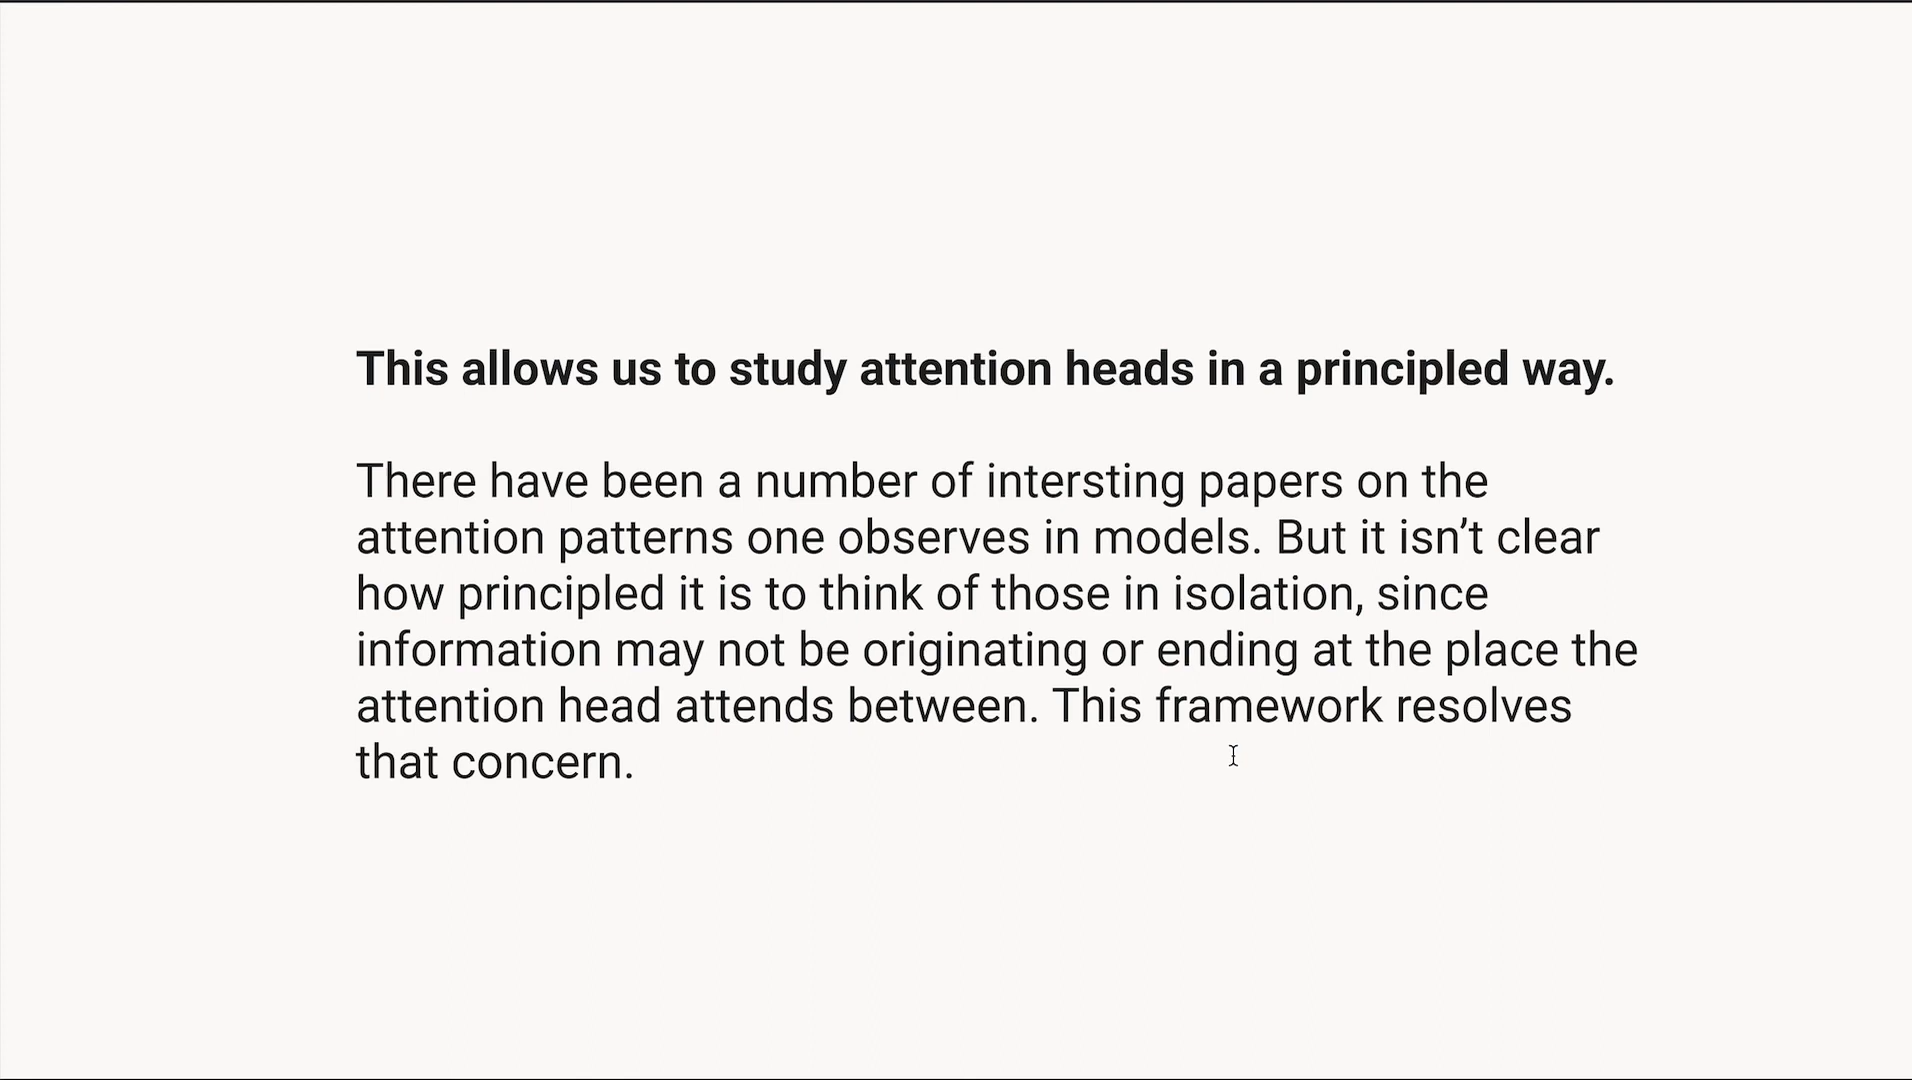 This allows us to study attention heads in a principled way.
There have been a number of intersting papers on the
attention patterns one observes in models. But it isn’t clear
how principled it is to think of those in isolation, since
information may not be originating or ending at the place the
attention head attends between. This framework resolves
that concern.